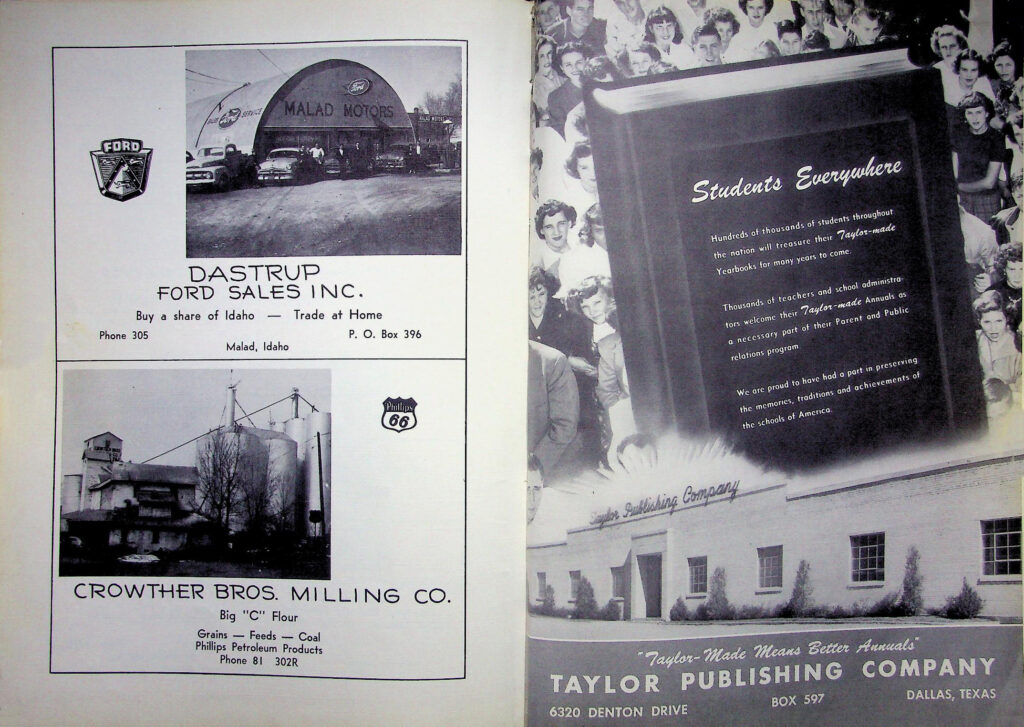 Ford
SALES Ford SERVICE
MALAD MOTORS
MALAD MOTORS
FORD
DASTRUP
FORD SALES INC.
Buy a share of Idaho — Trade at Home
Phone 305 P. O. Box 396
Malad, Idaho
Phillips
66
CROWTHER BROS. MILLING CO.
Big "C" Flour
Grains — Feeds — Coal
Phillips Petroleum Products
Phone 81 302R
Students Everywhere
Hundreds of thousands of students throughout
the nation will treasure their Taylor-made
Yearbooks for many years to come.
Thousands of teachers and school administra-
tors welcome their Taylor-made Annuals as
a necessary part of their Parent and Public
relations program.
We are proud to have had a part in preserving
the memories, traditions and achievements of
the schools of America.
Taylor Publishing Company
"Taylor-Made Means Better Annuals"
TAYLOR PUBLISHING COMPANY
6320 DENTON DRIVE BOX 597 DALLAS, TEXAS